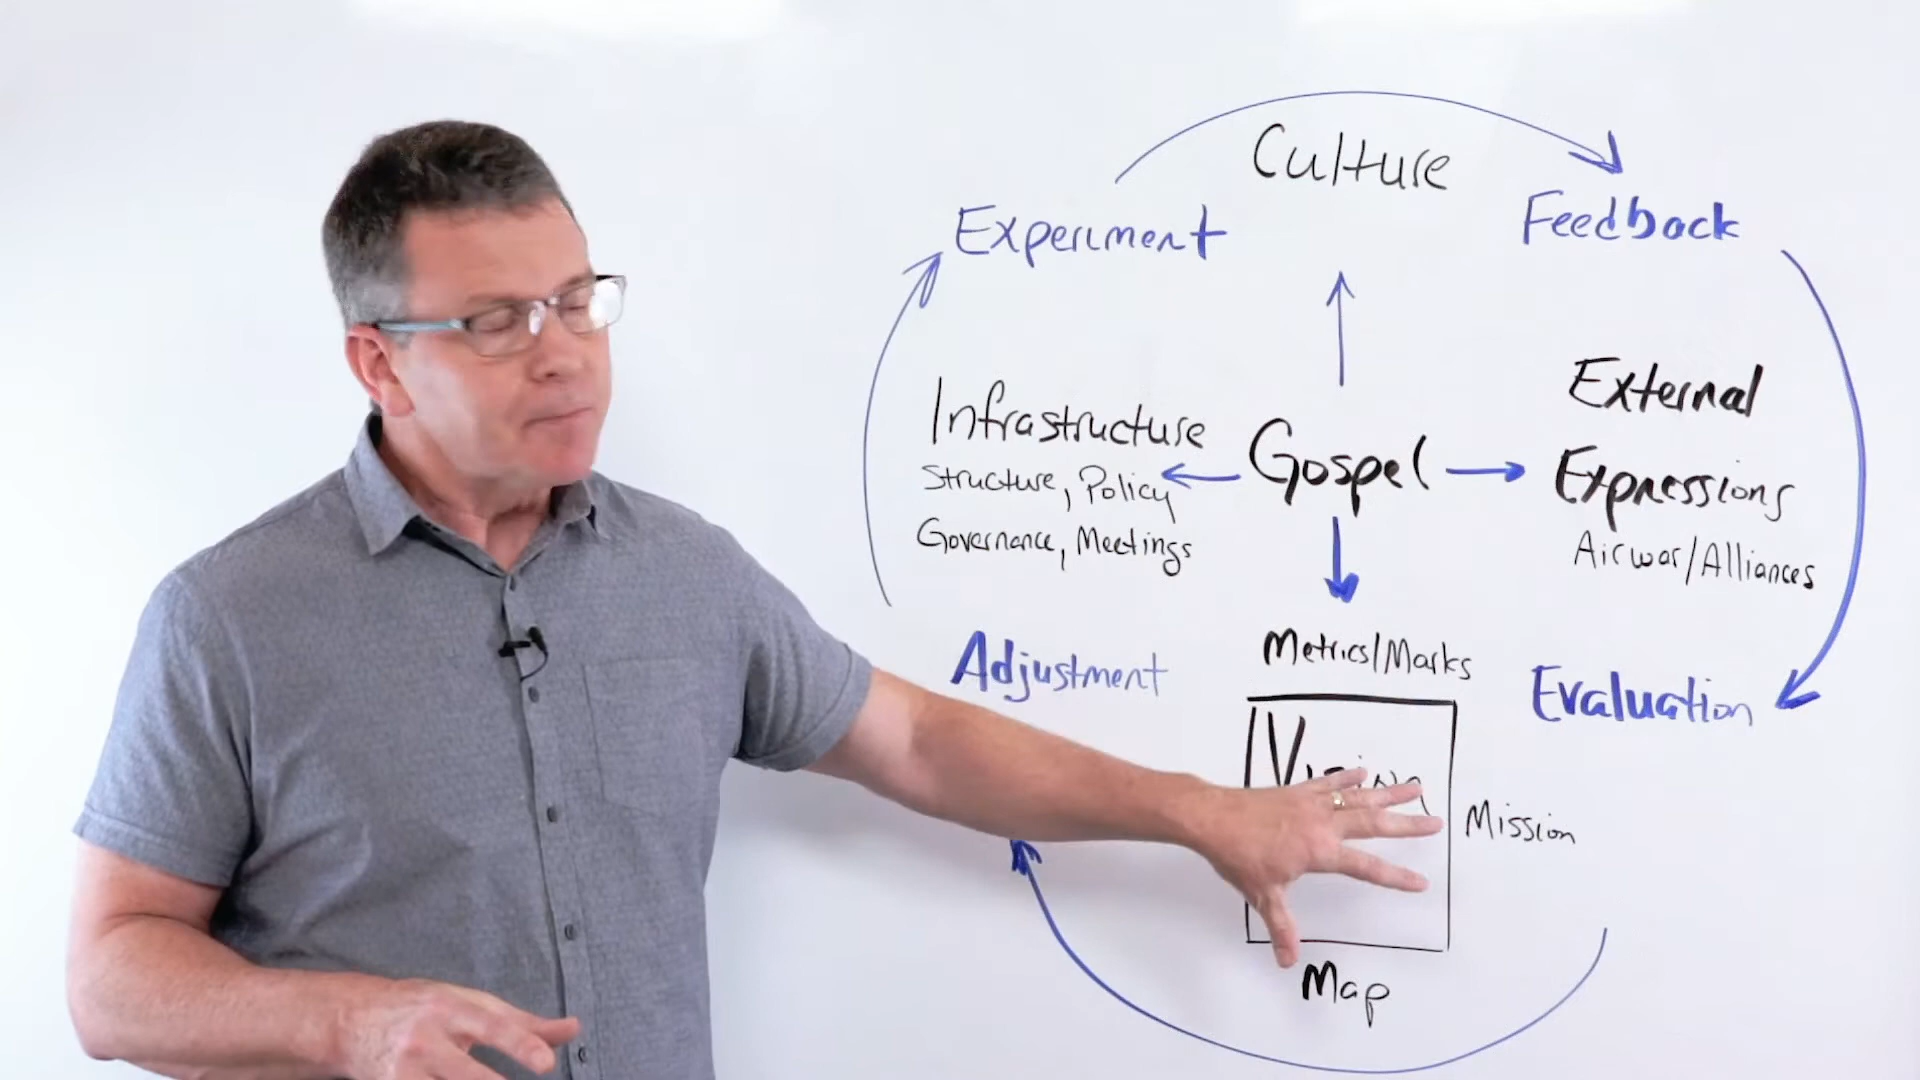 Culture
Experiment
Feedback
Infrastructure
Structure, Policy
Governance, Meetings
Gospel
External
Expressions
Airwar/Alliances
Adjustment
Metrics/Marks
Evaluation
Vision
Mission
Map